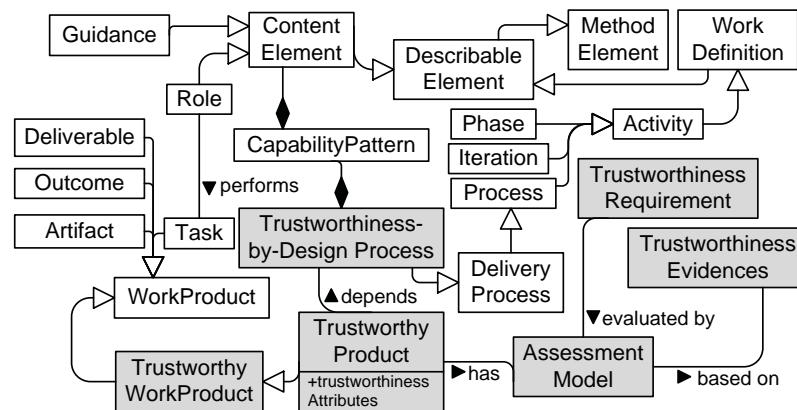 Guidance
Content
Element
Describable
Element
Method
Element
Work
Definition
Role
Deliverable
Outcome
Artifact
CapabilityPattern
Phase
Iteration
Process
Activity
▼performs
Task
Trustworthiness-
by-Design Process
Trustworthiness
Requirement
Trustworthiness
Evidences
WorkProduct
Delivery
Process
▲depends
▼evaluated by
Trustworthy
WorkProduct
Trustworthy
Product
+trustworthiness
Attributes
►has
Assessment
Model
► based on